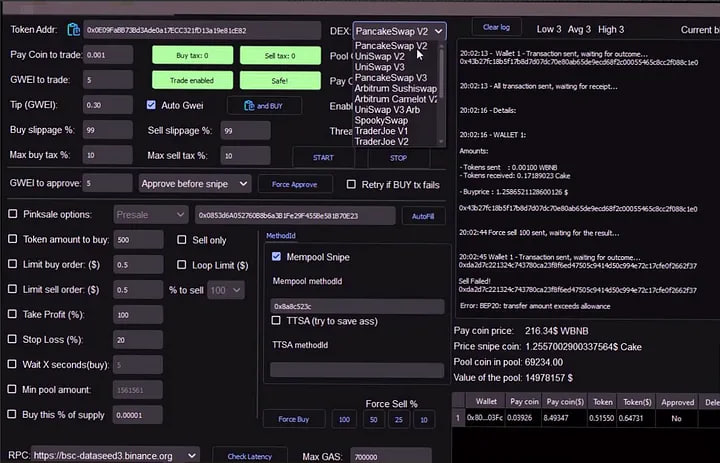 Token Addr:
0x0E09FaBB73Bd3Ade0a17ECC321fD13a19e81cE82
DEX:
PancakeSwap V2
Clear log
Low 3 Avg 3 High 3
Current bl
Pay Coin to trade:
0.001
Buy tax: 0
Sell tax: 0
Pool
PancakeSwap V2
UniSwap V2
UniSwap V3
PancakeSwap V3
Arbitrum Sushiswap
Arbitrum Camelot V2
UniSwap V3 Arb
SpookySwap
TraderJoe V1
TraderJoe V2
GWEI to trade:
5
Trade enabled
Safe!
Pay C
Tip (GWEI):
0.30
Auto Gwei
and BUY
Enabl
Buy slippage %:
99
Sell slippage %:
99
Threa
Max buy tax %:
10
Max sell tax %:
10
START
STOP
GWEI to approve:
5
Approve before snipe
Force Approve
Retry if BUY tx fails
20:02:13 - Wallet 1 - Transaction sent, waiting for outcome...
0x43b27fc18b5f17b8d7d07dc70e80ab65de9ecd68f2c00055465c8cc2f088c1e0
20:02:13 - All transaction sent, waiting for receipt...
20:02:16 - Details:
20:02:16 - WALLET 1:
Amounts:
- Tokens sent : 0.00100 WBNB
- Tokens received: 0.17189023 Cake
- Buyprice : 1.2586521128600126 $
0x43b27fc18b5f17b8d7d07dc70e80ab65de9ecd68f2c00055465c8cc2f088c1e0
20:02:44 Force sell 100 sent, waiting for the result...
20:02:45 Wallet 1 - Transaction sent, waiting for outcome...
0xda2d7c221324c743780ca23f8f6ed47505c9414d50c994e72c17cfe0f2662f37
Sell Failed!
0xda2d7c221324c743780ca23f8f6ed47505c9414d50c994e72c17cfe0f2662f37
Error: BEP20: transfer amount exceeds allowance
Pinksale options:
Presale
0x0853d6A052760B8b6a3B1Fe29F455Be581B70E23
AutoFill
Token amount to buy:
500
Sell only
Limit buy order: ($)
0.5
Loop Limit ($)
Limit sell order: ($)
0.5
% to sell
100
Take Profit (%):
100
Stop Loss (%):
20
Wait X seconds(buy):
5
Min pool amount:
1561561
Buy this % of supply
0.00001
MethodId
Mempool Snipe
Mempool methodId
0x8a8c523c
TTSA (try to save ass)
TTSA methodId
Force Sell %
Force Buy
100
50
25
10
Pay coin price: 216.34$ WBNB
Price snipe coin: 1.2557002900337564$ Cake
Pool coin in pool: 69234.00
Value of the pool: 14978157 $
Wallet
Pay coin
Pay coin($)
Token
Token($)
Approved
Dele
1
0x80...03Fc
0.03926
8.49347
0.51550
0.64731
No
RPC:
https://bsc-dataseed3.binance.org
Check Latency
Max GAS:
700000